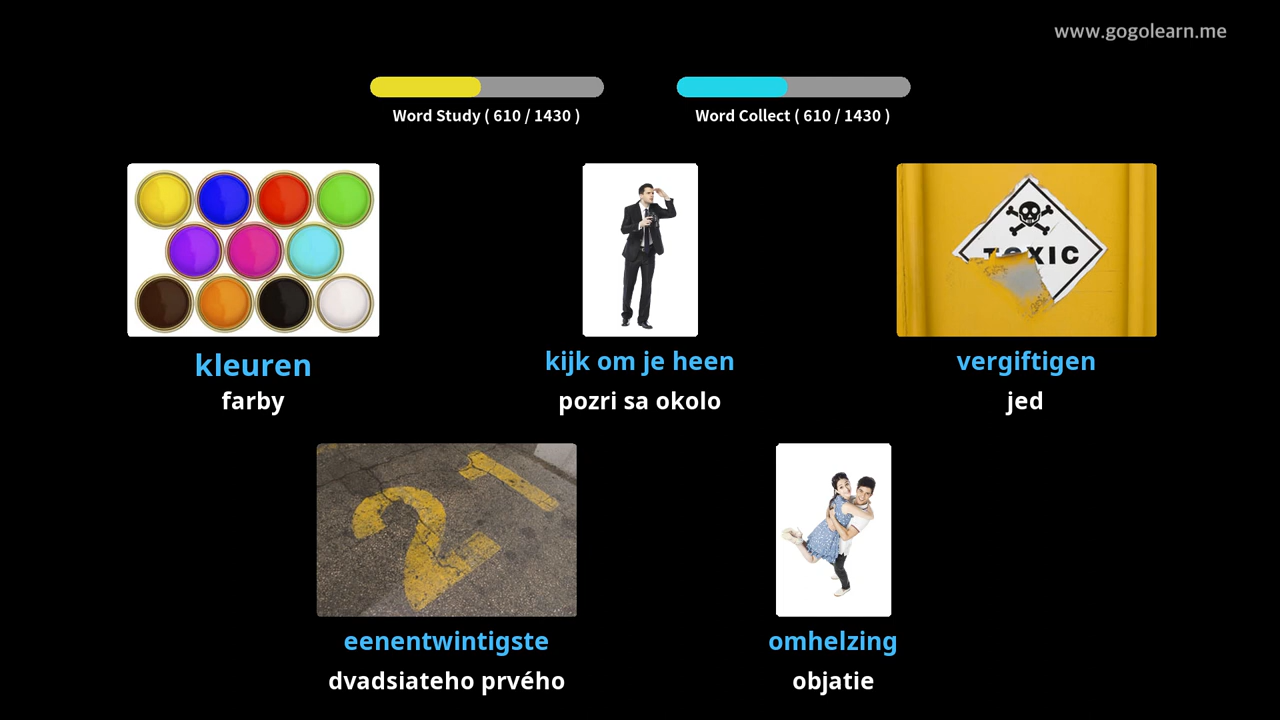 www.gogolearn.me
Word Study ( 610 / 1430 )
Word Collect ( 610 / 1430 )
TOXIC
kleuren
farby
kijk om je heen
pozri sa okolo
vergiftigen
jed
21
eenentwintigste
dvadsiateho prvého
omhelzing
objatie